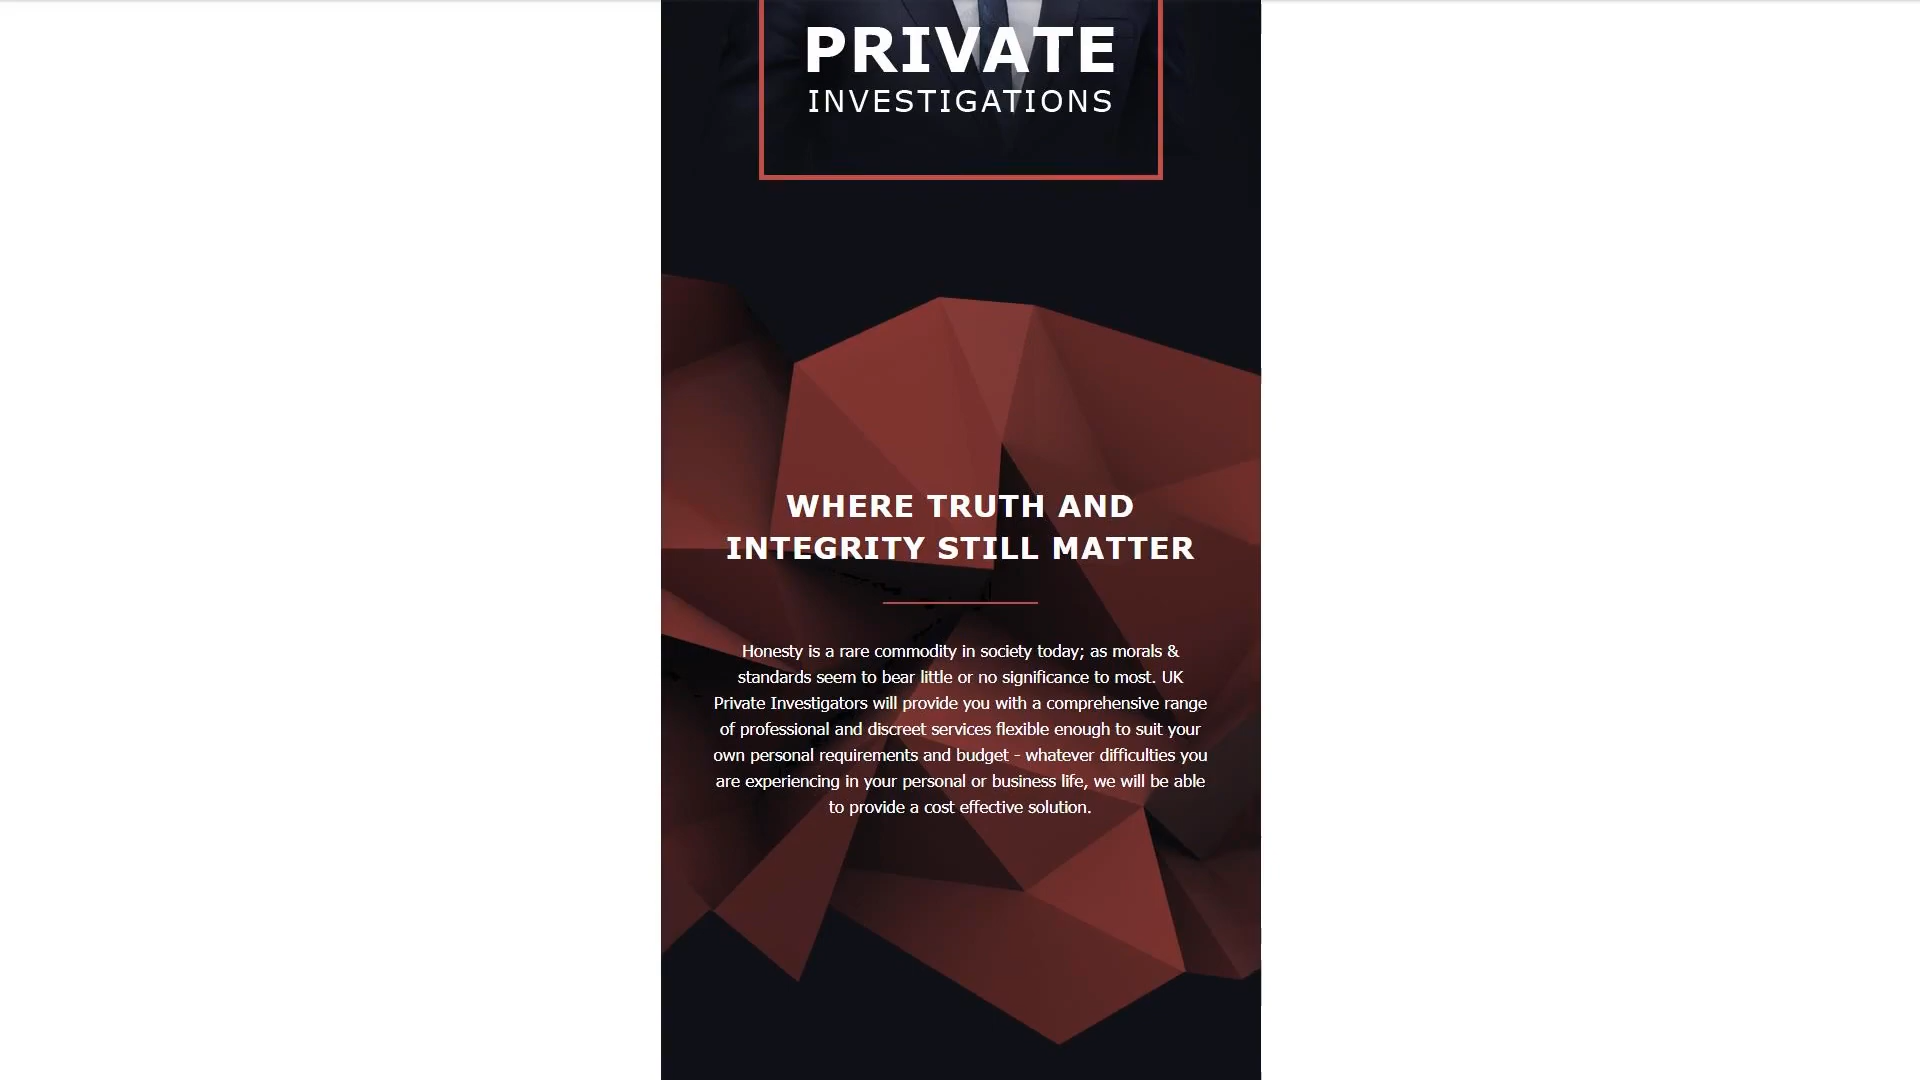 PRIVATE
INVESTIGATIONS
WHERE TRUTH AND
INTEGRITY STILL MATTER
Honesty is a rare commodity in society today; as morals &
standards seem to bear little or no significance to most. UK
Private Investigators will provide you with a comprehensive range
of professional and discreet services flexible enough to suit your
own personal requirements and budget - whatever difficulties you
are experiencing in your personal or business life, we will be able
to provide a cost effective solution.